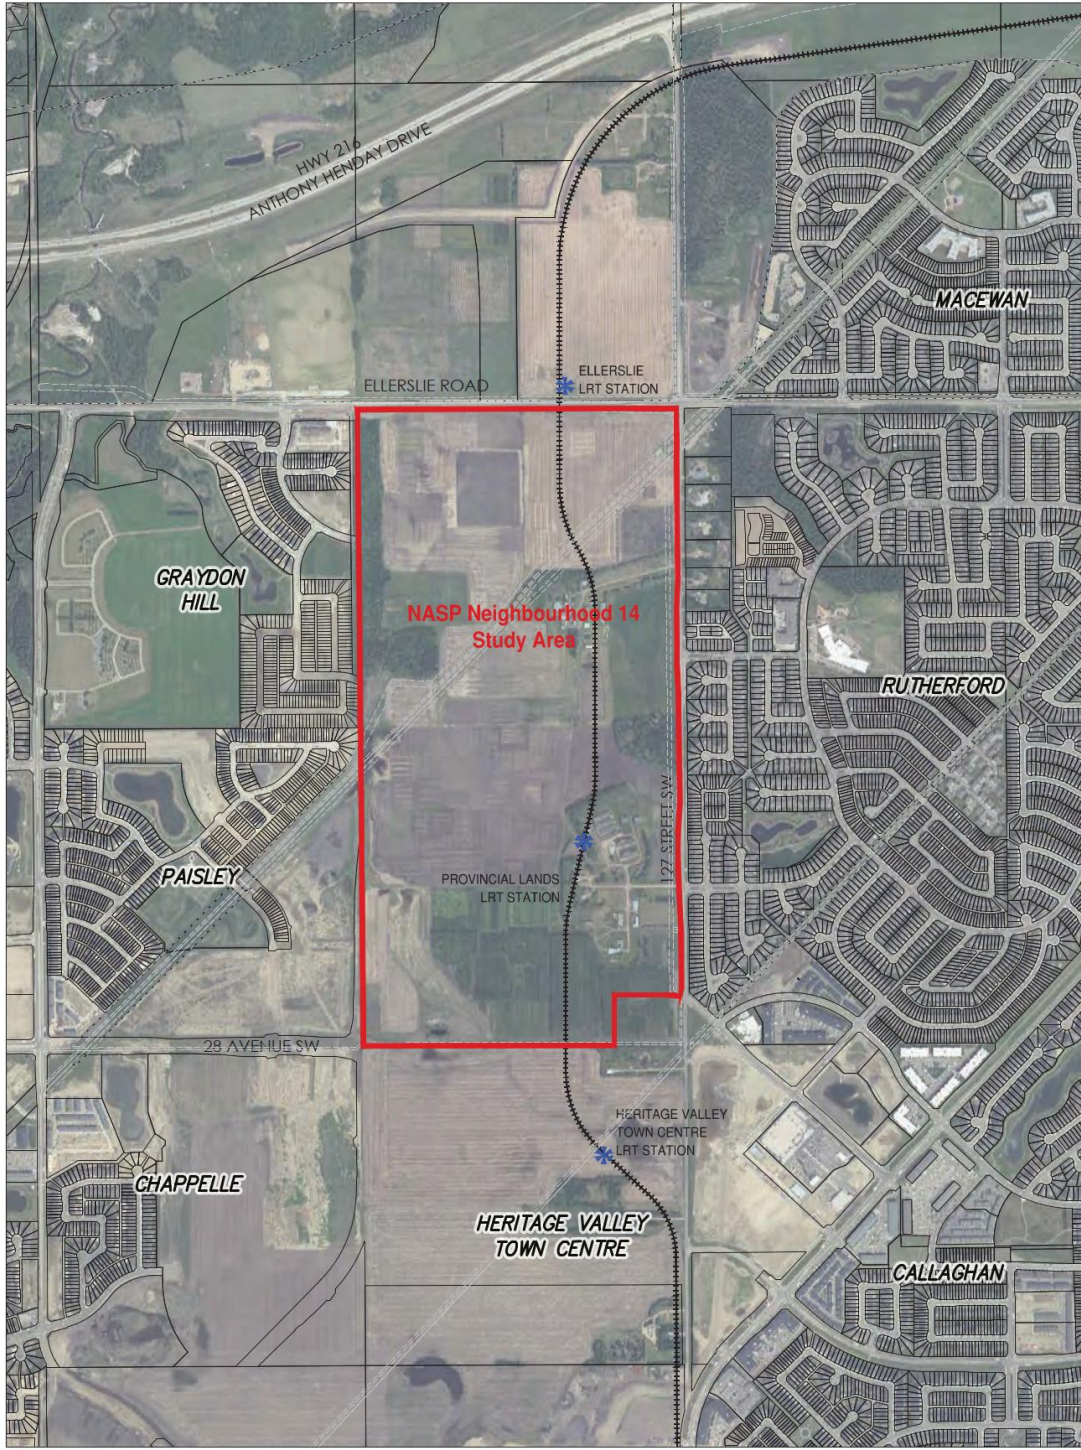 HWY 216
ANTHONY HENDAY DRIVE
MACEWAN
ELLERSLIE ROAD
ELLERSLIE
LRT STATION
GRAYDON
HILL
NASP Neighbourhood 14
Study Area
RUTHERFORD
127 STREET SW
PAISLEY
PROVINCIAL LANDS
LRT STATION
28 AVENUE SW
HERITAGE VALLEY
TOWN CENTRE
LRT STATION
CHAPPELLE
HERITAGE VALLEY
TOWN CENTRE
CALLAGHAN